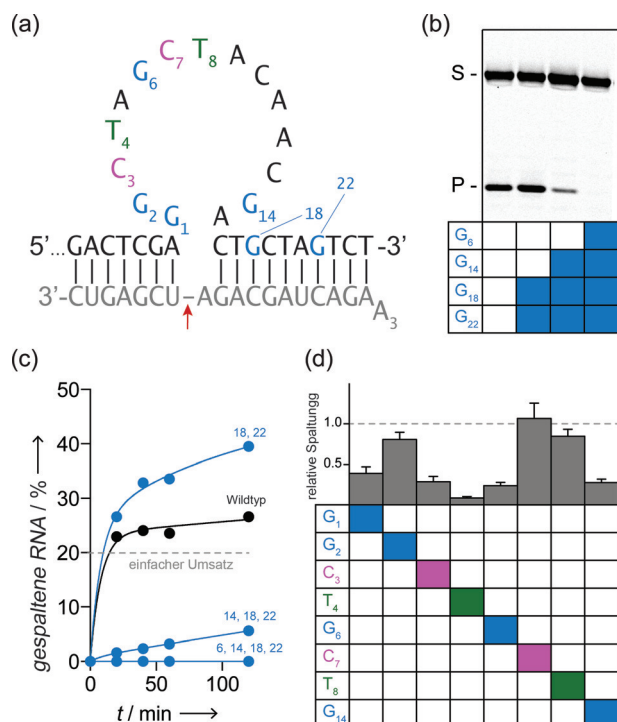 (a)
C7 T8 A
G6 C
A A
T4 A
C3 C
G2 G1 A G14 18 22
5'...GACTCGA CTGCTAGTCT-3'
3'-CUGAGCU–AGACGAUCAGAA3
(b)
S -
P -
G6
G14
G18
G22
(c)
gespaltene RNA / % →
50
40
30
20
10
0
18, 22
Wildtyp
einfacher Umsatz
14, 18, 22
6, 14, 18, 22
0 50 100
t / min →
(d)
relative Spaltungg
1.0
0.5
G1
G2
C3
T4
G6
C7
T8
G14